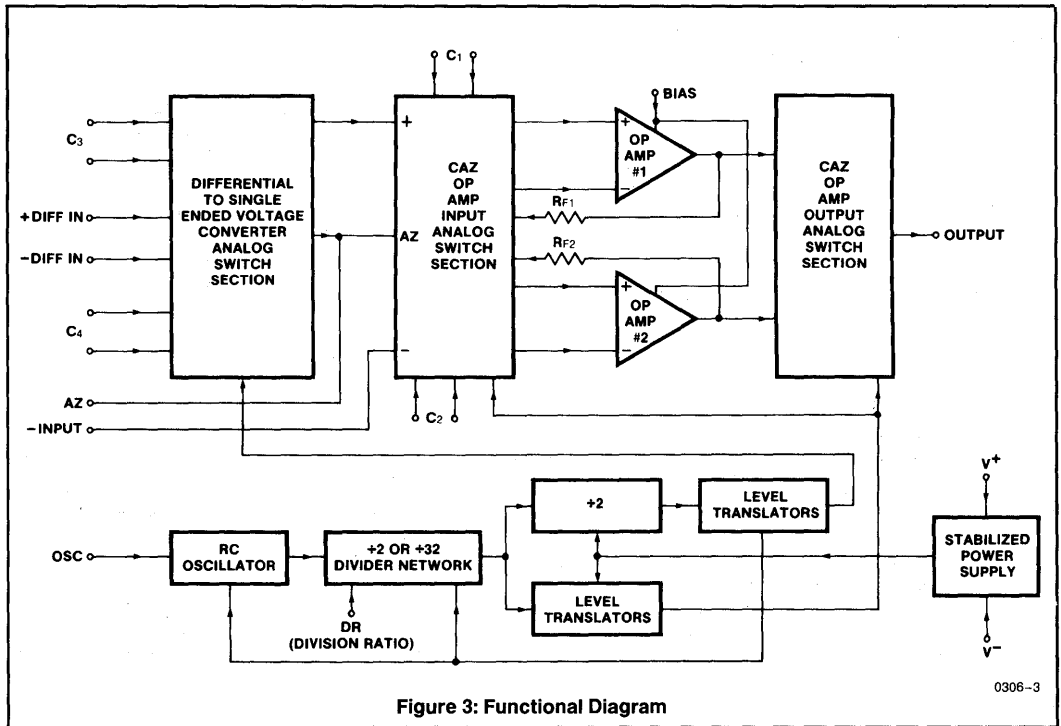 C1
BIAS
C3
+DIFF IN
−DIFF IN
C4
AZ
−INPUT
DIFFERENTIAL
TO SINGLE
ENDED VOLTAGE
CONVERTER
ANALOG
SWITCH
SECTION
+
AZ
−
CAZ
OP
AMP
INPUT
ANALOG
SWITCH
SECTION
C2
+
OP
AMP
#1
−
RF1
RF2
+
OP
AMP
#2
−
CAZ
OP
AMP
OUTPUT
ANALOG
SWITCH
SECTION
OUTPUT
OSC
RC
OSCILLATOR
+2 OR +32
DIVIDER NETWORK
DR
(DIVISION RATIO)
+2
LEVEL
TRANSLATORS
LEVEL
TRANSLATORS
V+
STABILIZED
POWER
SUPPLY
V−
0306–3
Figure 3: Functional Diagram